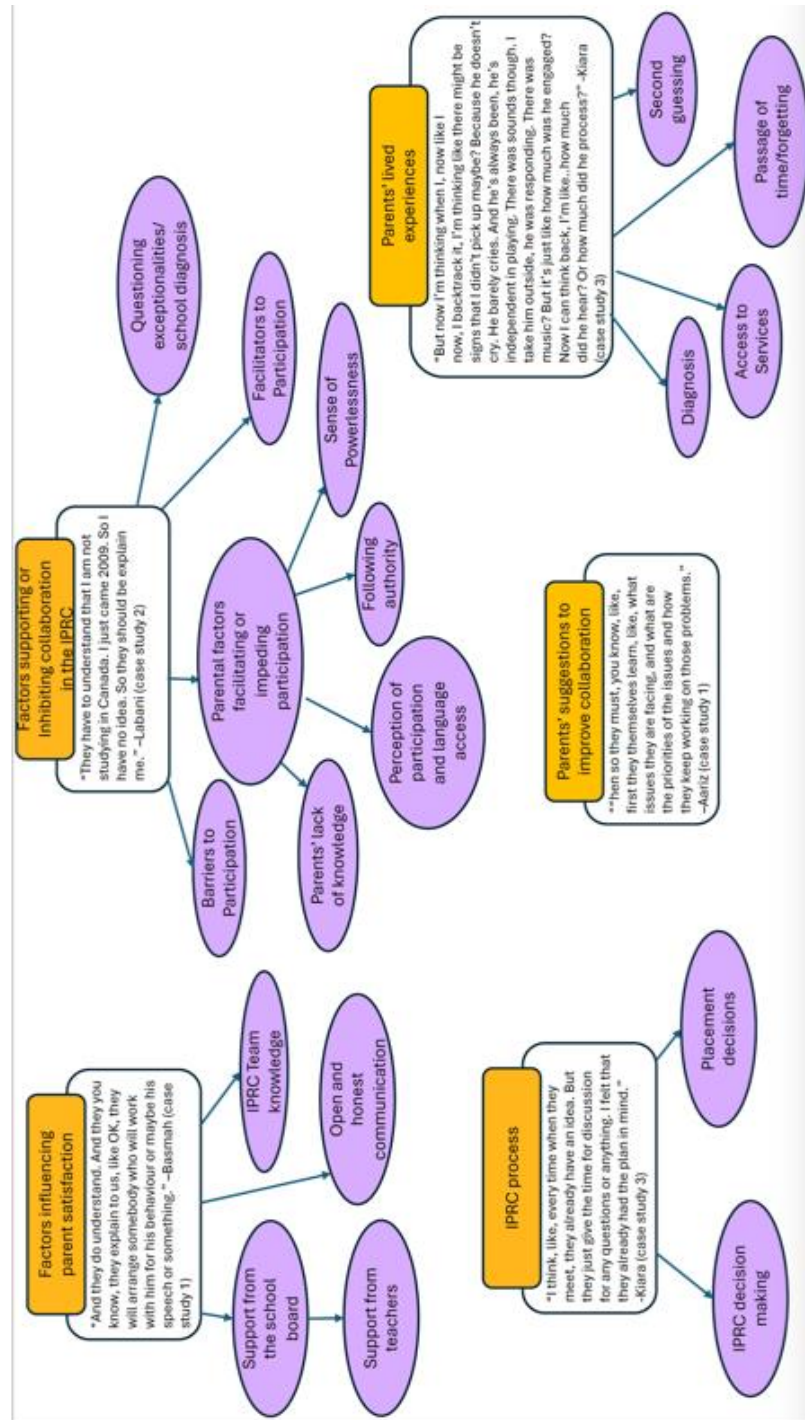 Factors influencing
parent satisfaction
"And they do understand. And they you
know, they explain to us, like OK, they
will arrange somebody who will work
with him for his behaviour or maybe his
speech or something." –Basmah (case
study 1)
Support from
the school
board
Support from
teachers
Open and
honest
communication
IPRC Team
knowledge
Factors supporting or
Inhibiting collaboration
in the IPRC
"They have to understand that I am not
studying in Canada. I just came 2009. So I
have no idea. So they should be explain
me." –Labani (case study 2)
Barriers to
Participation
Parental factors
facilitating or
impeding
participation
Parents' lack
of knowledge
Perception of
participation
and language
access
Following
authority
Sense of
Powerlessness
Facilitators to
Participation
Questioning
exceptionalities/
school diagnosis
IPRC process
"I think, like, every time when they
meet, they already have an idea. But
they just give the time for discussion
for any questions or anything. I felt that
they already had the plan in mind."
-Kiara (case study 3)
IPRC decision
making
Placement
decisions
Parents' suggestions to
improve collaboration
""hen so they must, you know, like,
first they themselves learn, like, what
issues they are facing, and what are
the priorities of the issues and how
they keep working on those problems."
–Aariz (case study 1)
Parents' lived
experiences
"But now I'm thinking when I, now like I
now, I backtrack it, I'm thinking like there might be
signs that I didn't pick up maybe? Because he doesn't
cry. He barely cries. And he's always been, he's
independent in playing. There was sounds though. I
take him outside, he was responding. There was
music? But it's just like how much was he engaged?
Now I can think back, I'm like..how much
did he hear? Or how much did he process?" -Kiara
(case study 3)
Diagnosis
Access to
Services
Passage of
time/forgetting
Second
guessing